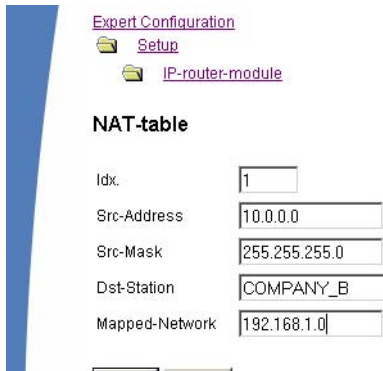 Expert Configuration
Setup
IP-router-module
NAT-table
Idx. 1
Src-Address 10.0.0.0
Src-Mask 255.255.255.0
Dst-Station COMPANY_B
Mapped-Network 192.168.1.0